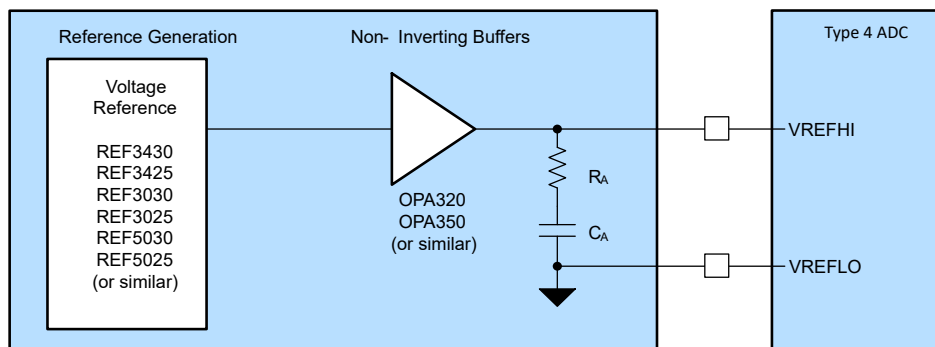 Reference Generation
Non- Inverting Buffers
Type 4 ADC
Voltage
Reference
REF3430
REF3425
REF3030
REF3025
REF5030
REF5025
(or similar)
OPA320
OPA350
(or similar)
RA
CA
VREFHI
VREFLO